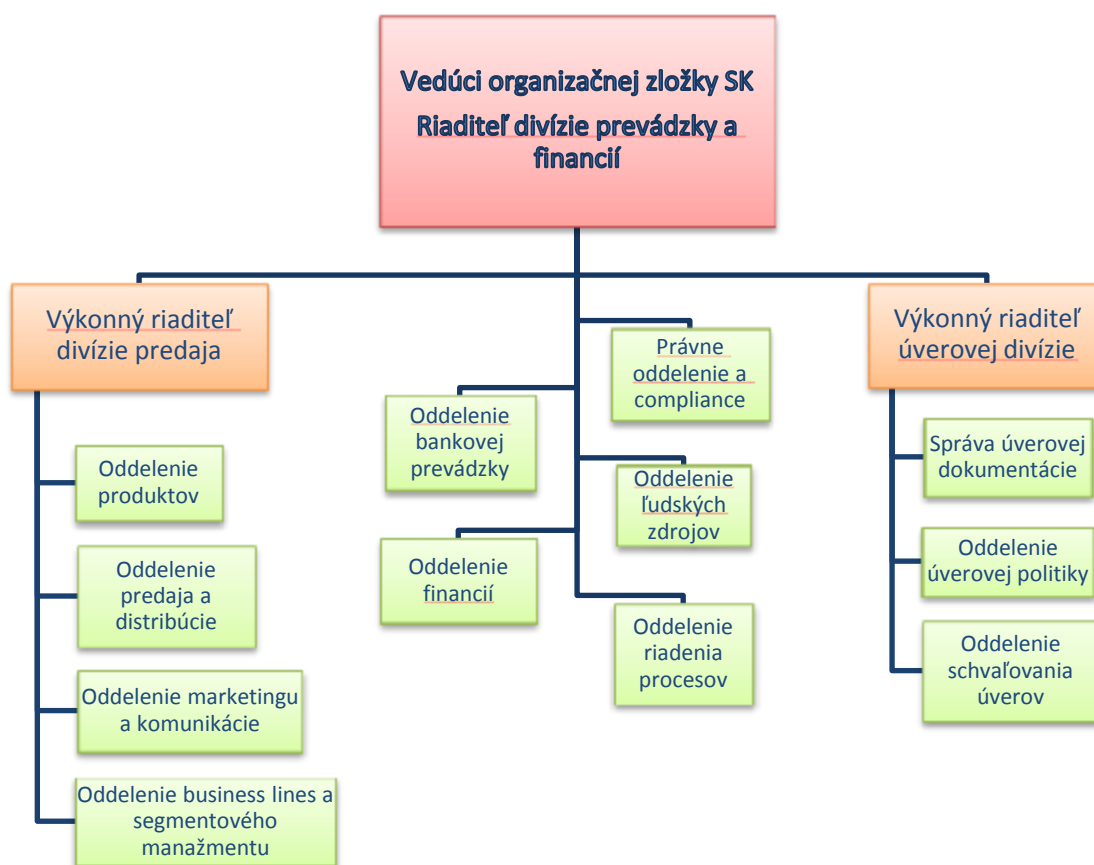 Vedúci organizačnej zložky SK
Riaditeľ divízie prevádzky a
financií
Výkonný riaditeľ
divízie predaja
Oddelenie
produktov
Oddelenie
predaja a
distribúcie
Oddelenie marketingu
a komunikácie
Oddelenie business lines a
segmentového
manažmentu
Právne
oddelenie a
compliance
Oddelenie
bankovej
prevádzky
Oddelenie
ľudských
zdrojov
Oddelenie
financií
Oddelenie
riadenia
procesov
Výkonný riaditeľ
úverovej divízie
Správa úverovej
dokumentácie
Oddelenie
úverovej politiky
Oddelenie
schvaľovania
úverov